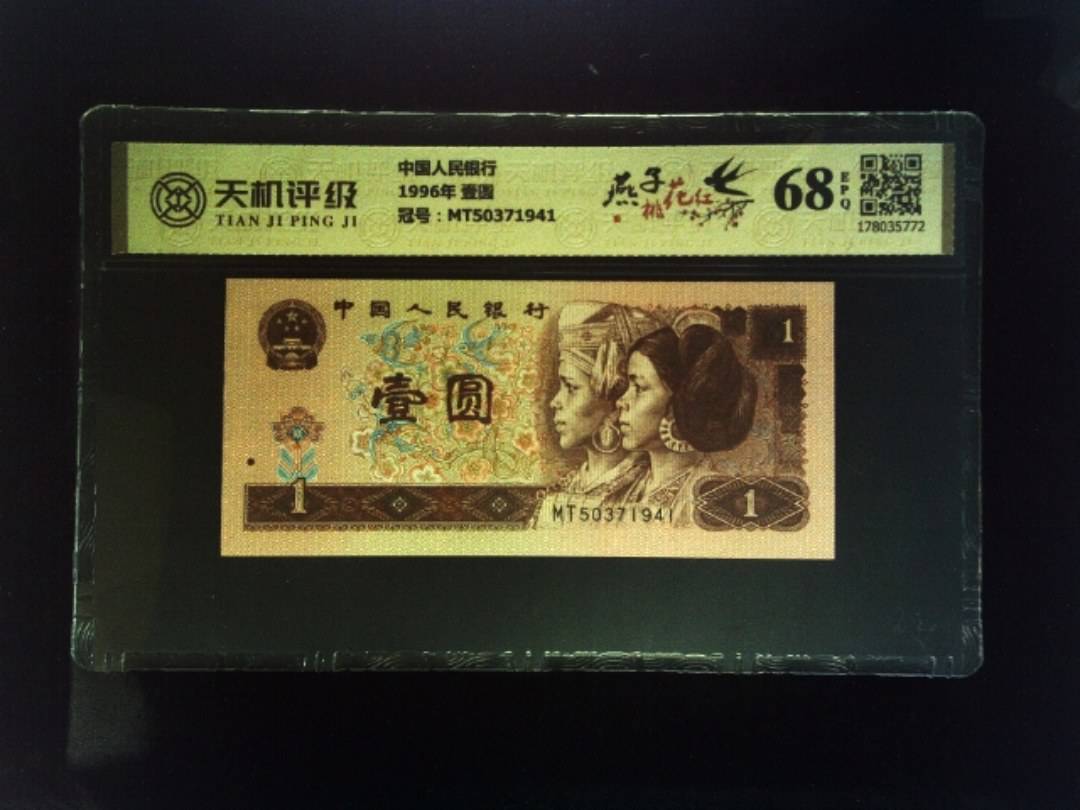 天机评级
TIAN JI PING JI
中国人民银行
1996年 壹圆
冠号：MT50371941
燕子
桃花红
68
EPQ
178035772
中国人民银行
壹圆
1
1
MT50371941
1